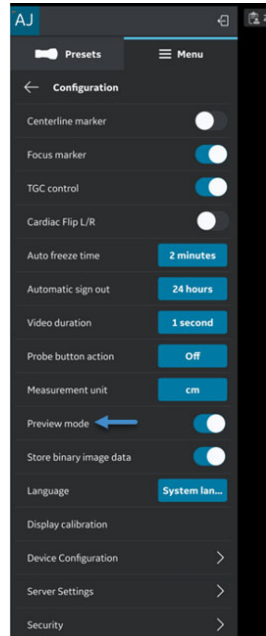 AJ
Presets
Menu
Configuration
Centerline marker
Focus marker
TGC control
Cardiac Flip L/R
Auto freeze time
2 minutes
Automatic sign out
24 hours
Video duration
1 second
Probe button action
Off
Measurement unit
cm
Preview mode
Store binary image data
Language
System lan...
Display calibration
Device Configuration
Server Settings
Security